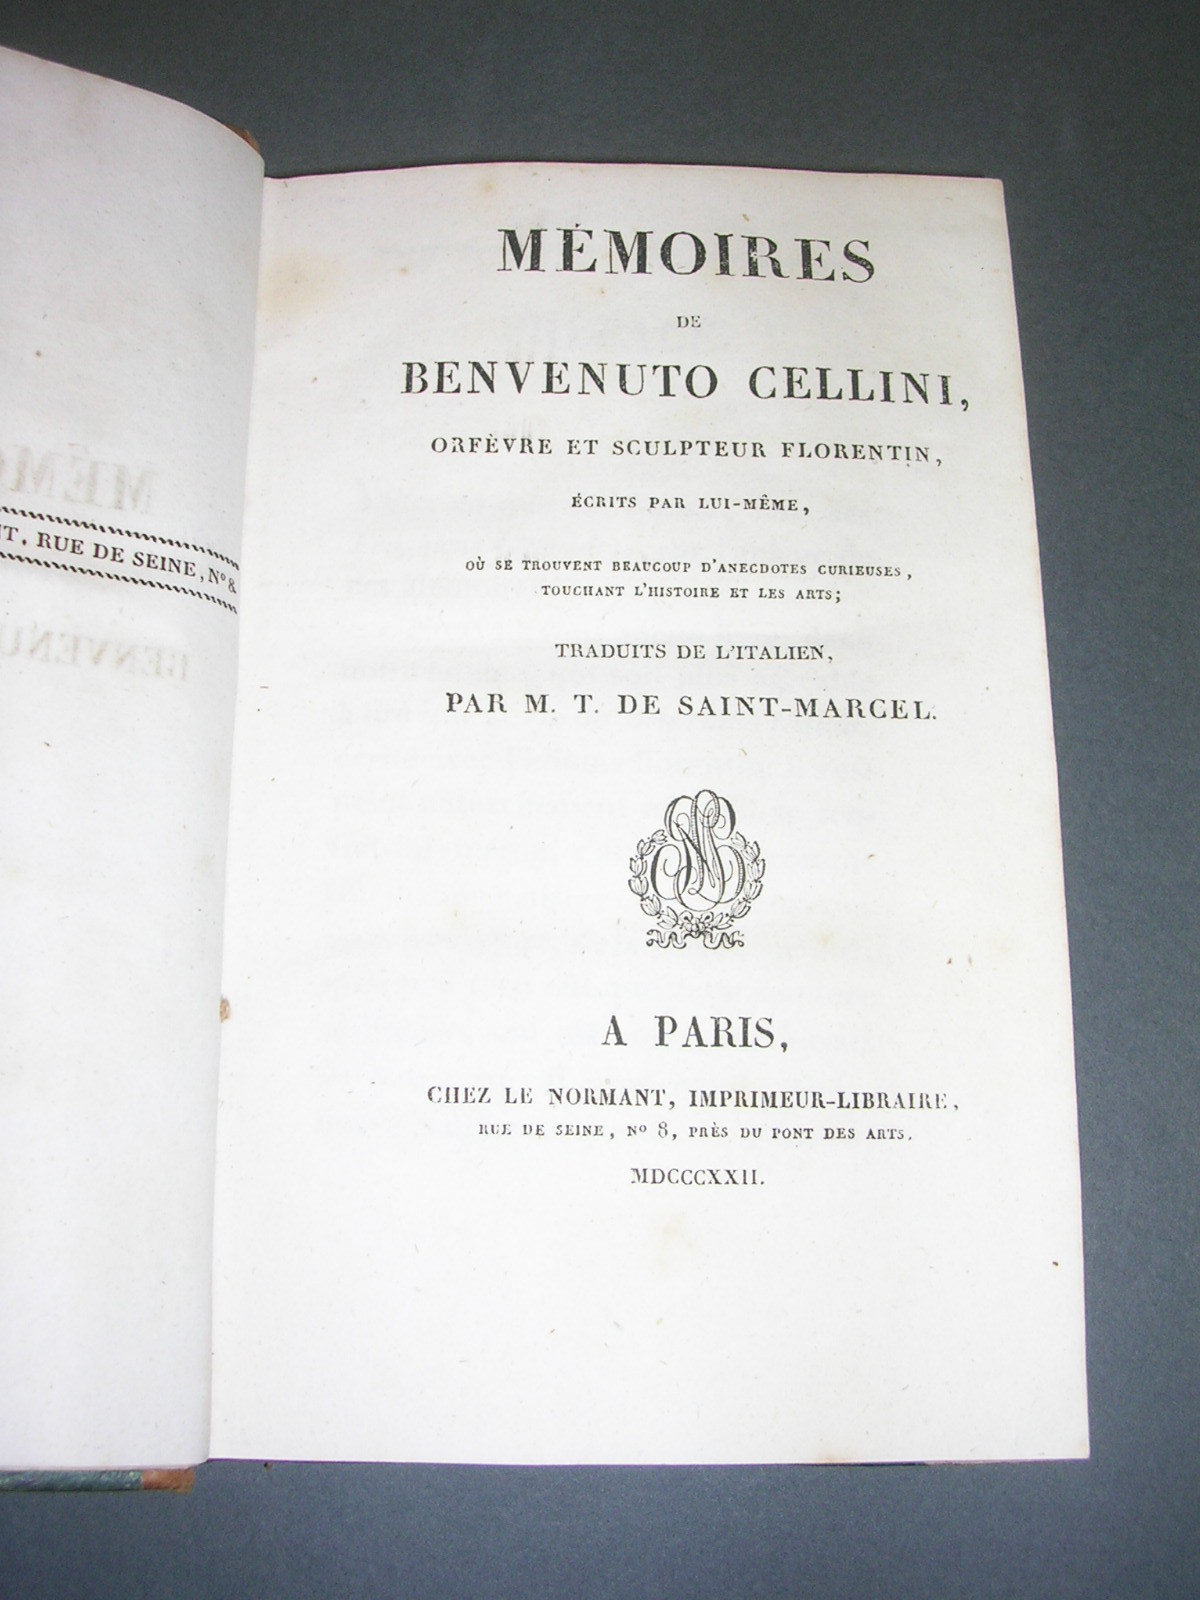 NT, RUE DE SEINE, Nº 8.
MÉMOIRES
DE
BENVENUTO CELLINI,
ORFÈVRE ET SCULPTEUR FLORENTIN,
ÉCRITS PAR LUI-MÊME,
OÙ SE TROUVENT BEAUCOUP D'ANECDOTES CURIEUSES,
TOUCHANT L'HISTOIRE ET LES ARTS;
TRADUITS DE L'ITALIEN,
PAR M. T. DE SAINT-MARCEL.
A PARIS,
CHEZ LE NORMANT, IMPRIMEUR-LIBRAIRE,
RUE DE SEINE, Nº 8, PRÈS DU PONT DES ARTS.
MDCCCXXII.